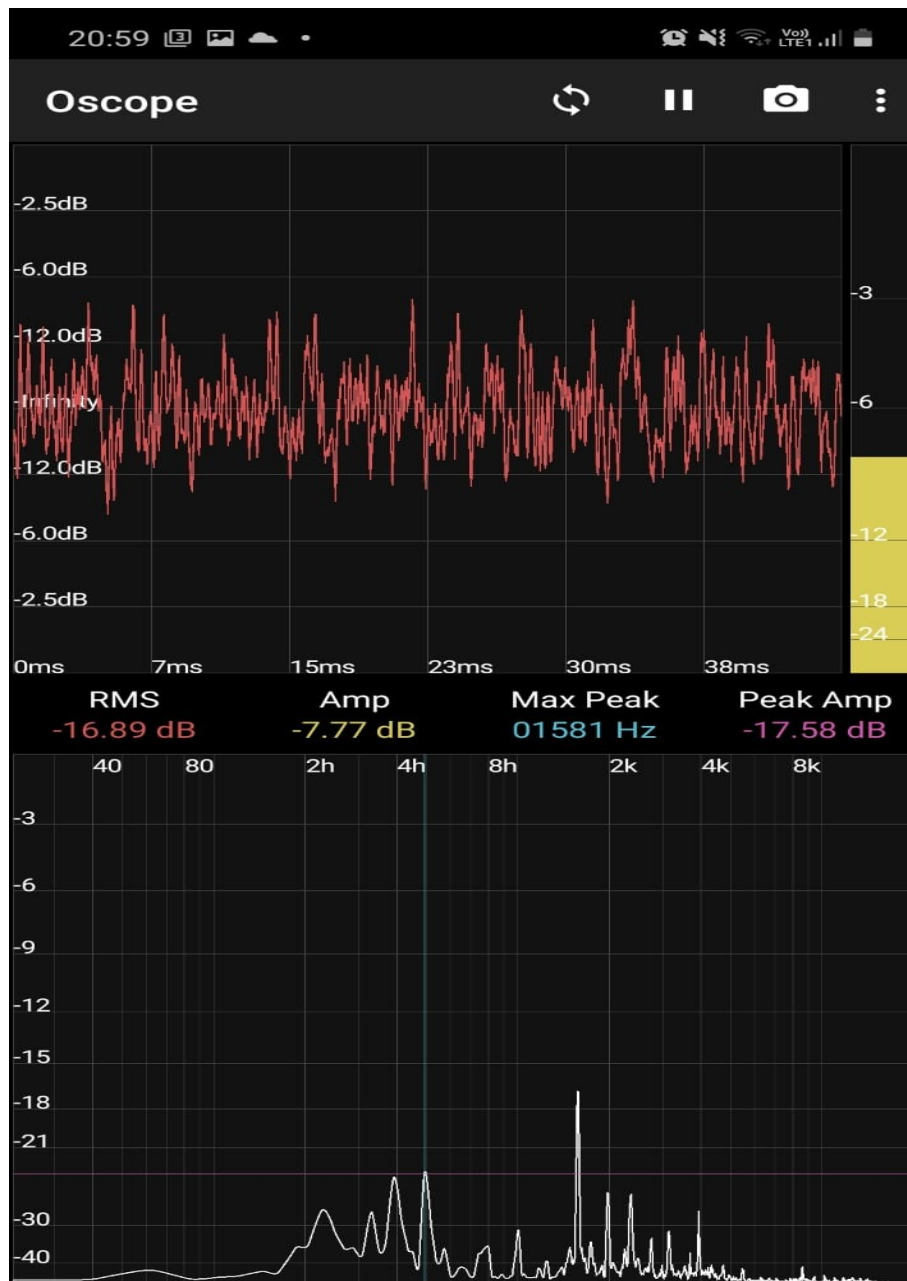 20:59 3 Vo)) LTE1
Oscope
-2.5dB
-6.0dB
-12.0dB
-Infinity
-12.0dB
-6.0dB
-2.5dB
0ms 7ms 15ms 23ms 30ms 38ms
-3
-6
-12
-18
-24
RMS Amp Max Peak Peak Amp
-16.89 dB -7.77 dB 01581 Hz -17.58 dB
40 80 2h 4h 8h 2k 4k 8k
-3
-6
-9
-12
-15
-18
-21
-30
-40